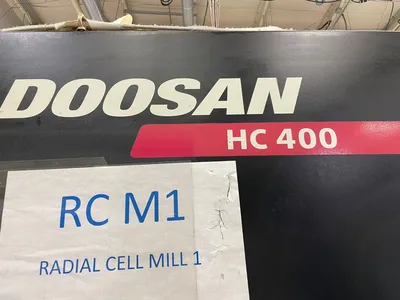 DOOSAN
HC 400
RC M1
RADIAL CELL MILL 1